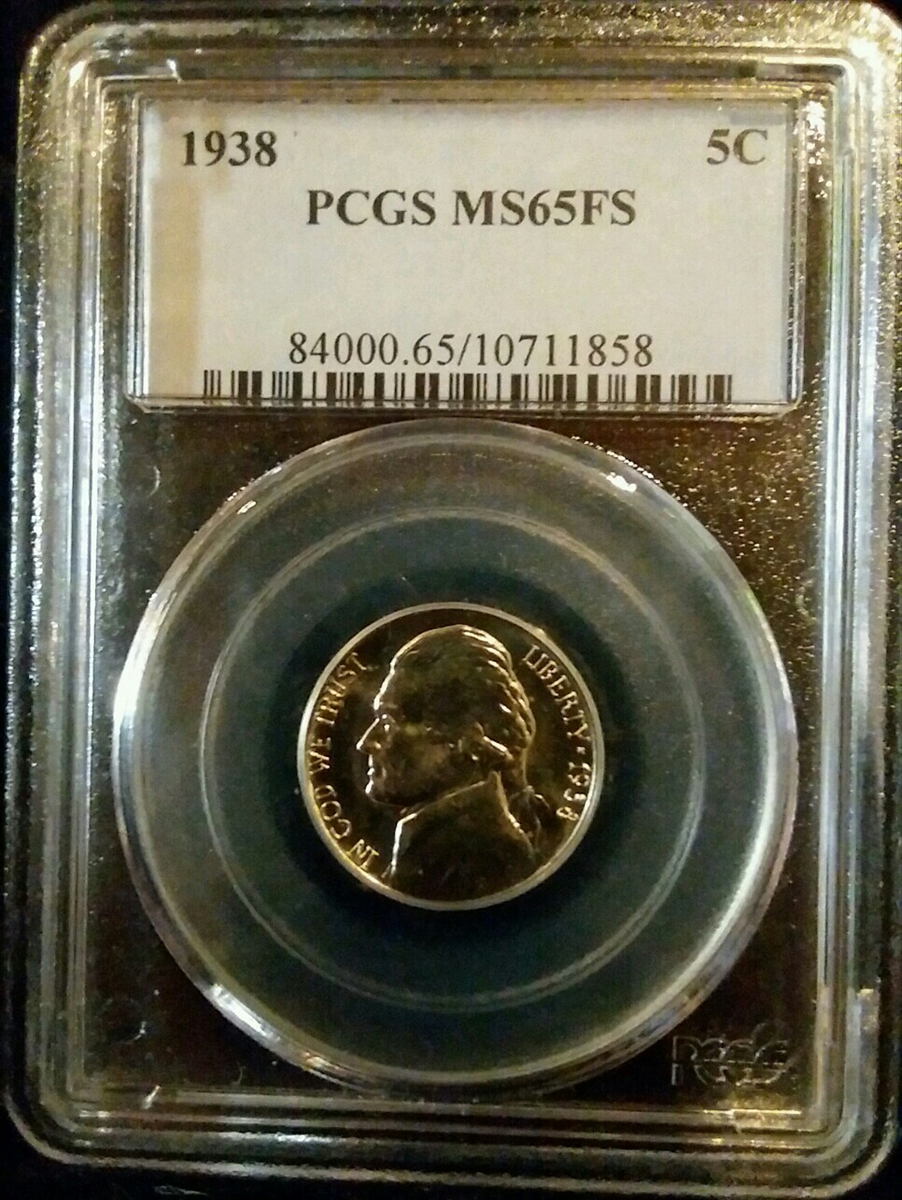 1938 5C
PCGS MS65FS
84000.65/10711858
IN GOD WE TRUST
LIBERTY · 1938
PCGS